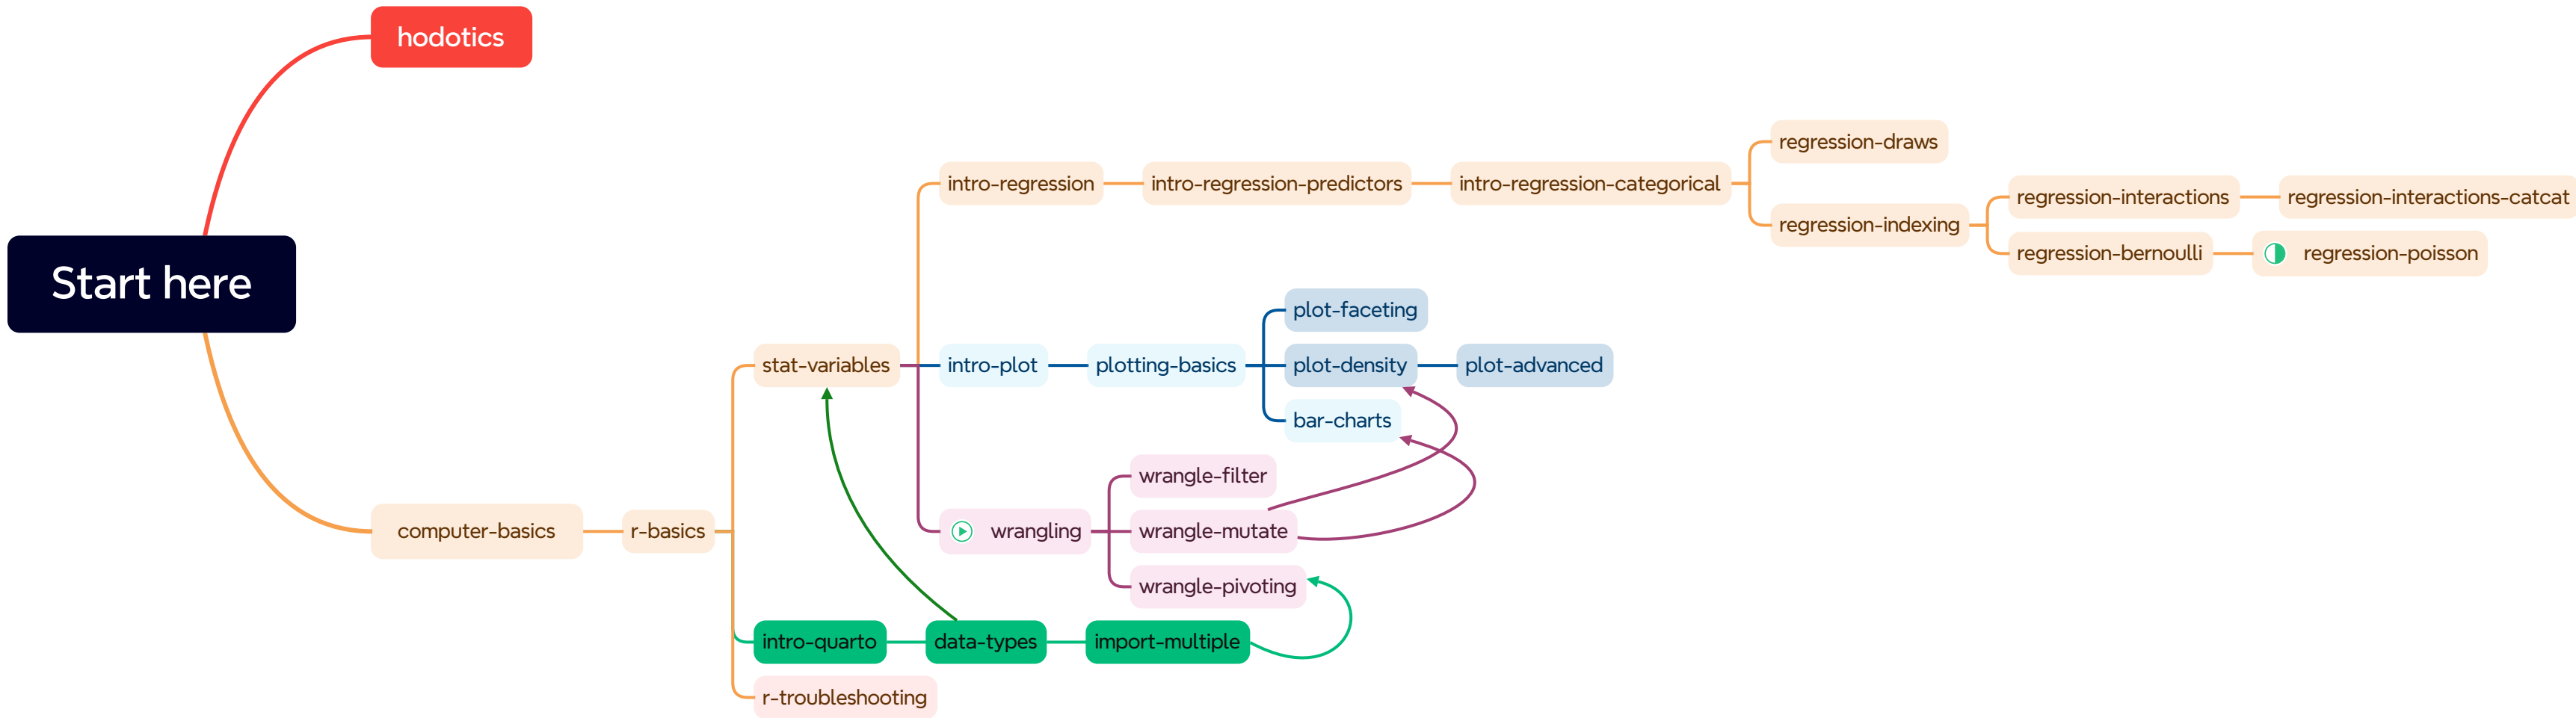 hodotics
Start here
regression-draws
intro-regression
intro-regression-predictors
intro-regression-categorical
regression-indexing
regression-interactions
regression-interactions-catcat
regression-bernoulli
regression-poisson
plot-faceting
stat-variables
intro-plot
plotting-basics
plot-density
plot-advanced
bar-charts
wrangle-filter
computer-basics
r-basics
wrangling
wrangle-mutate
wrangle-pivoting
intro-quarto
data-types
import-multiple
r-troubleshooting